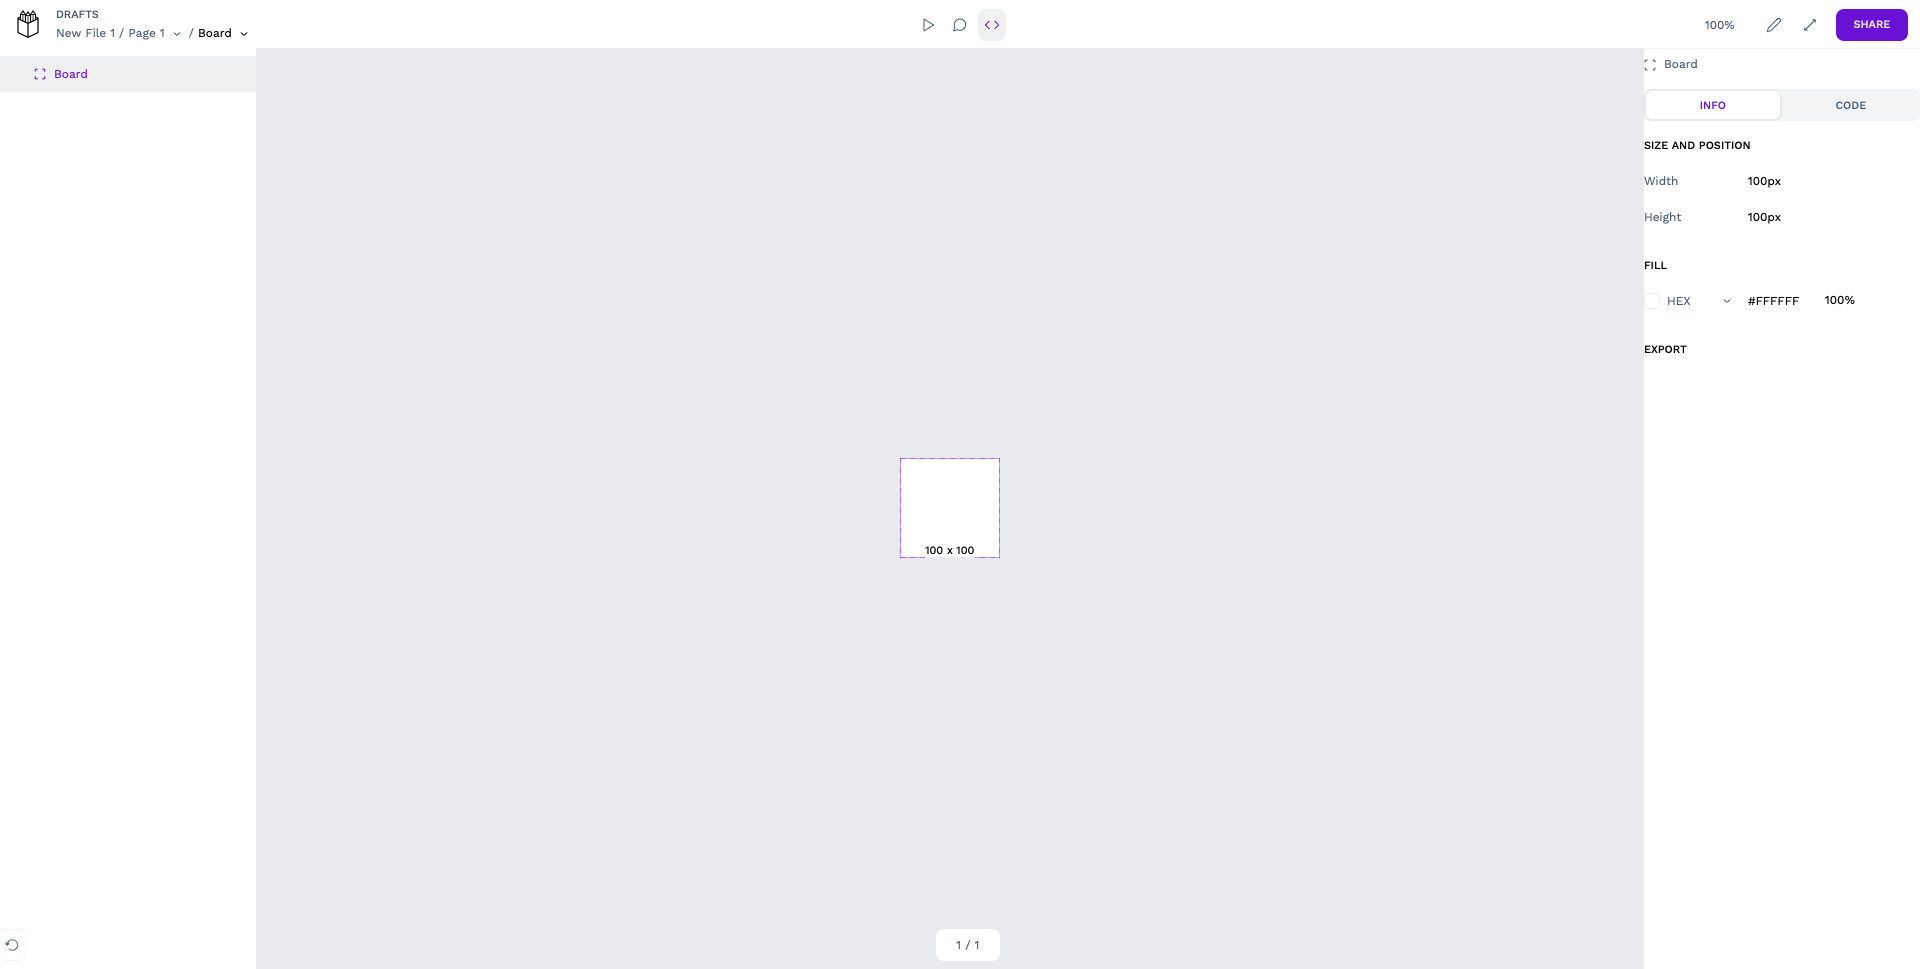 DRAFTS
New File 1 / Page 1 / Board
100%
SHARE
Board
Board
INFO CODE
SIZE AND POSITION
Width 100px
Height 100px
FILL
HEX #FFFFFF 100%
EXPORT
100 x 100
1 / 1